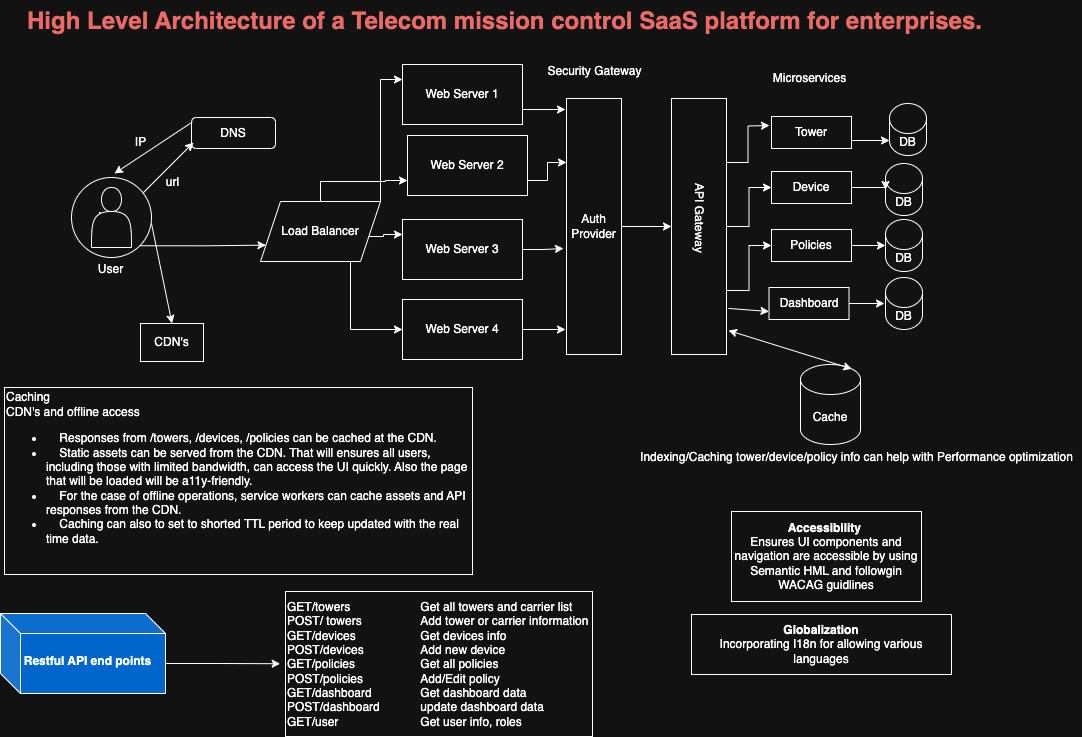 High Level Architecture of a Telecom mission control SaaS platform for enterprises.
Security Gateway
Microservices
DNS
IP
url
User
CDN's
Load Balancer
Web Server 1
Web Server 2
Web Server 3
Web Server 4
Auth
Provider
API Gateway
Tower
DB
Device
DB
Policies
DB
Dashboard
DB
Cache
Indexing/Caching tower/device/policy info can help with Performance optimization
Caching
CDN's and offline access
• Responses from /towers, /devices, /policies can be cached at the CDN.
• Static assets can be served from the CDN. That will ensures all users,
including those with limited bandwidth, can access the UI quickly. Also the page
that will be loaded will be a11y-friendly.
• For the case of offline operations, service workers can cache assets and API
responses from the CDN.
• Caching can also to set to shorted TTL period to keep updated with the real
time data.
Accessibility
Ensures UI components and
navigation are accessible by using
Semantic HML and followgin
WACAG guidlines
Globalization
Incorporating I18n for allowing various
languages
Restful API end points
GET/towers Get all towers and carrier list
POST/ towers Add tower or carrier information
GET/devices Get devices info
POST/devices Add new device
GET/policies Get all policies
POST/policies Add/Edit policy
GET/dashboard Get dashboard data
POST/dashboard update dashboard data
GET/user Get user info, roles